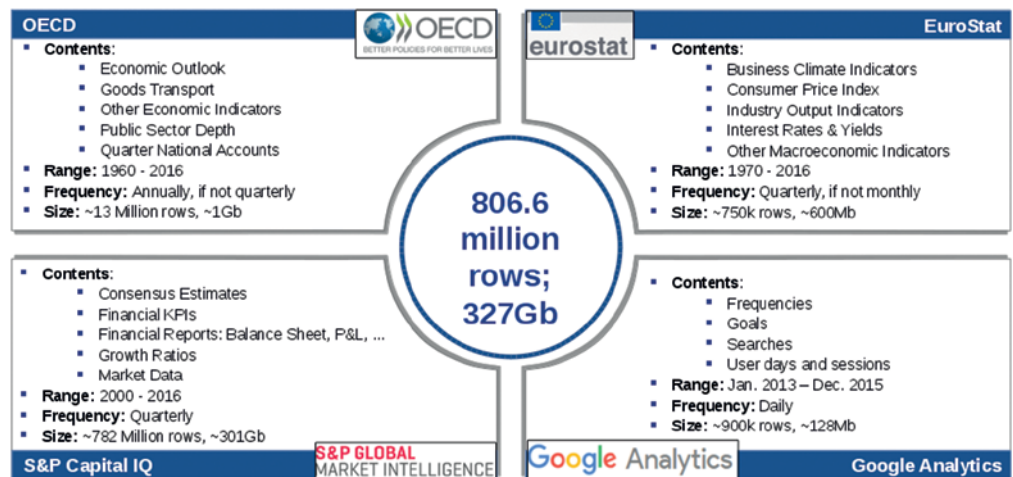 OECD
OECD
BETTER POLICIES FOR BETTER LIVES
Contents:
Economic Outlook
Goods Transport
Other Economic Indicators
Public Sector Depth
Quarter National Accounts
Range: 1960 - 2016
Frequency: Annually, if not quarterly
Size: ~13 Million rows, ~1Gb
eurostat
EuroStat
Contents:
Business Climate Indicators
Consumer Price Index
Industry Output Indicators
Interest Rates & Yields
Other Macroeconomic Indicators
Range: 1970 - 2016
Frequency: Quarterly, if not monthly
Size: ~750k rows, ~600Mb
806.6
million
rows;
327Gb
Contents:
Consensus Estimates
Financial KPIs
Financial Reports: Balance Sheet, P&L, ...
Growth Ratios
Market Data
Range: 2000 - 2016
Frequency: Quarterly
Size: ~782 Million rows, ~301Gb
S&P Capital IQ
S&P GLOBAL
MARKET INTELLIGENCE
Contents:
Frequencies
Goals
Searches
User days and sessions
Range: Jan. 2013 – Dec. 2015
Frequency: Daily
Size: ~900k rows, ~128Mb
Google Analytics
Google Analytics